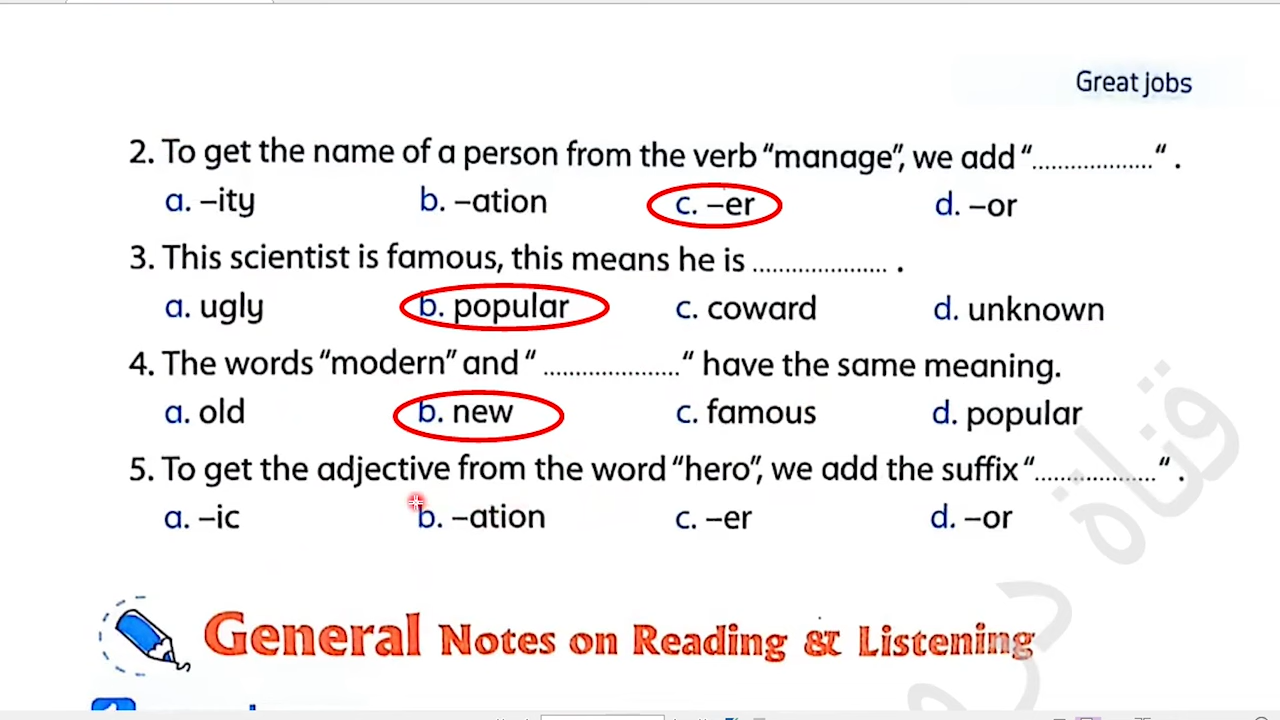 Great jobs
2. To get the name of a person from the verb “manage”, we add “..................“ .
a. –ity b. –ation c. –er d. –or
3. This scientist is famous, this means he is ..................... .
a. ugly b. popular c. coward d. unknown
4. The words “modern” and “ .....................“ have the same meaning.
a. old b. new c. famous d. popular
5. To get the adjective from the word “hero”, we add the suffix “...................“ .
a. –ic b. –ation c. –er d. –or
General Notes on Reading & Listening
قناة